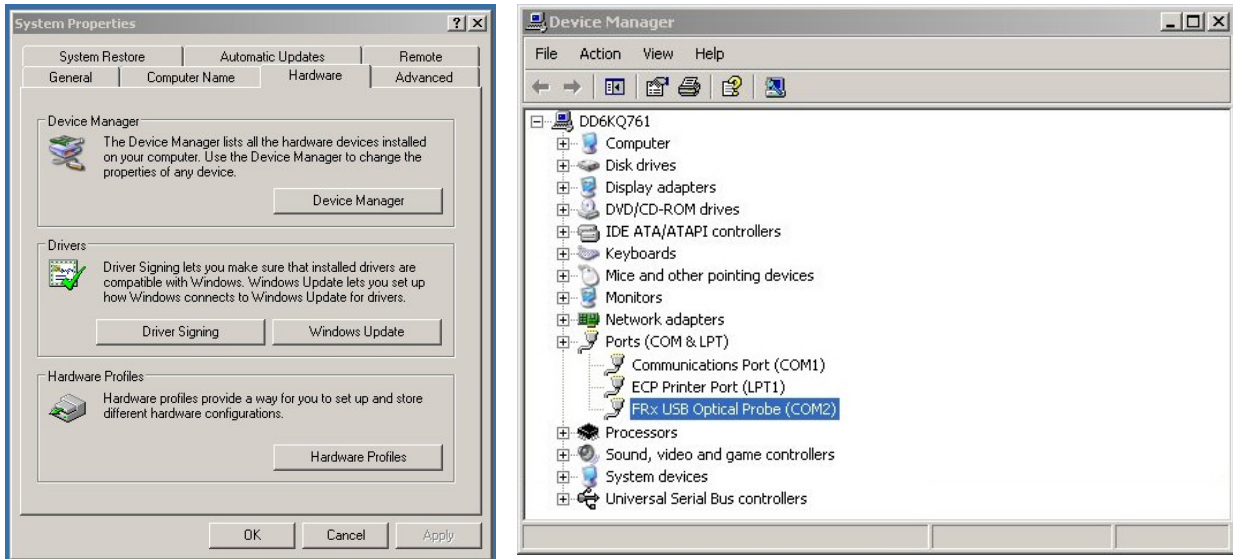 System Properties
System Restore Automatic Updates Remote
General Computer Name Hardware Advanced
Device Manager
The Device Manager lists all the hardware devices installed
on your computer. Use the Device Manager to change the
properties of any device.
Device Manager
Drivers
Driver Signing lets you make sure that installed drivers are
compatible with Windows. Windows Update lets you set up
how Windows connects to Windows Update for drivers.
Driver Signing Windows Update
Hardware Profiles
Hardware profiles provide a way for you to set up and store
different hardware configurations.
Hardware Profiles
OK Cancel Apply
Device Manager
File Action View Help
DD6KQ761
Computer
Disk drives
Display adapters
DVD/CD-ROM drives
IDE ATA/ATAPI controllers
Keyboards
Mice and other pointing devices
Monitors
Network adapters
Ports (COM & LPT)
Communications Port (COM1)
ECP Printer Port (LPT1)
FRx USB Optical Probe (COM2)
Processors
Sound, video and game controllers
System devices
Universal Serial Bus controllers